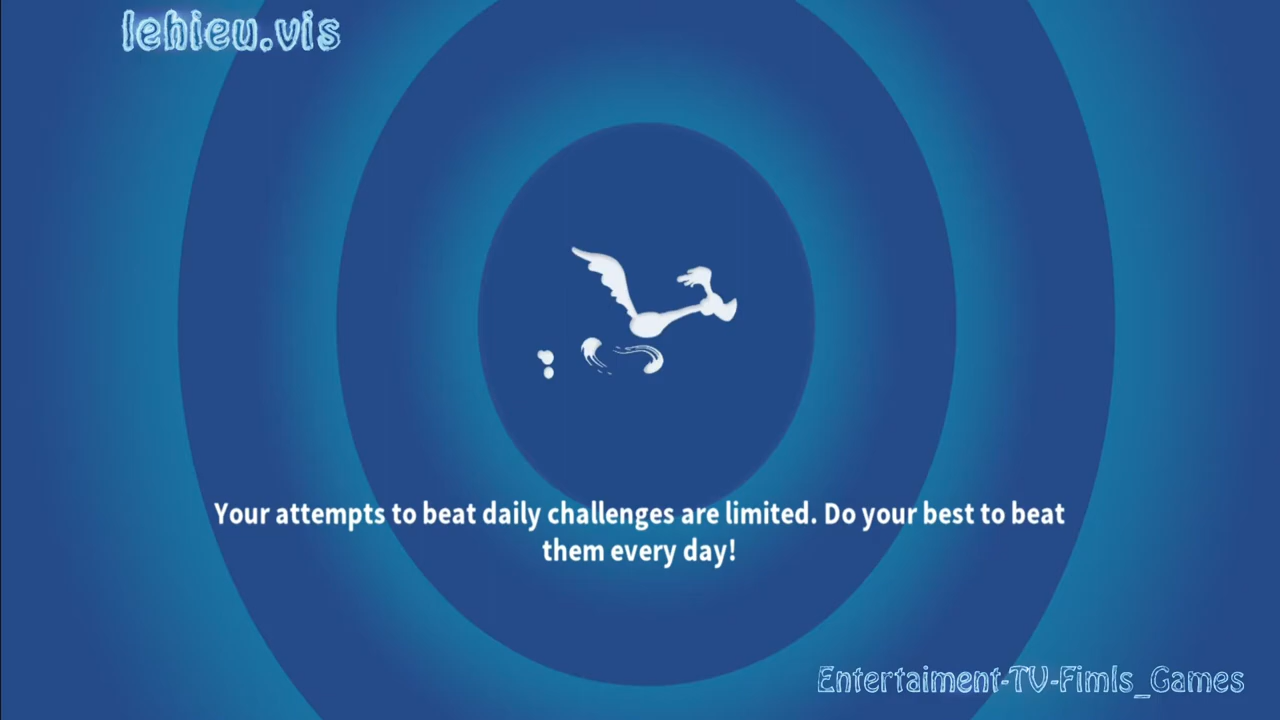 lehieu.vis
Your attempts to beat daily challenges are limited. Do your best to beat
them every day!
Entertaiment-TV-Fimls_Games